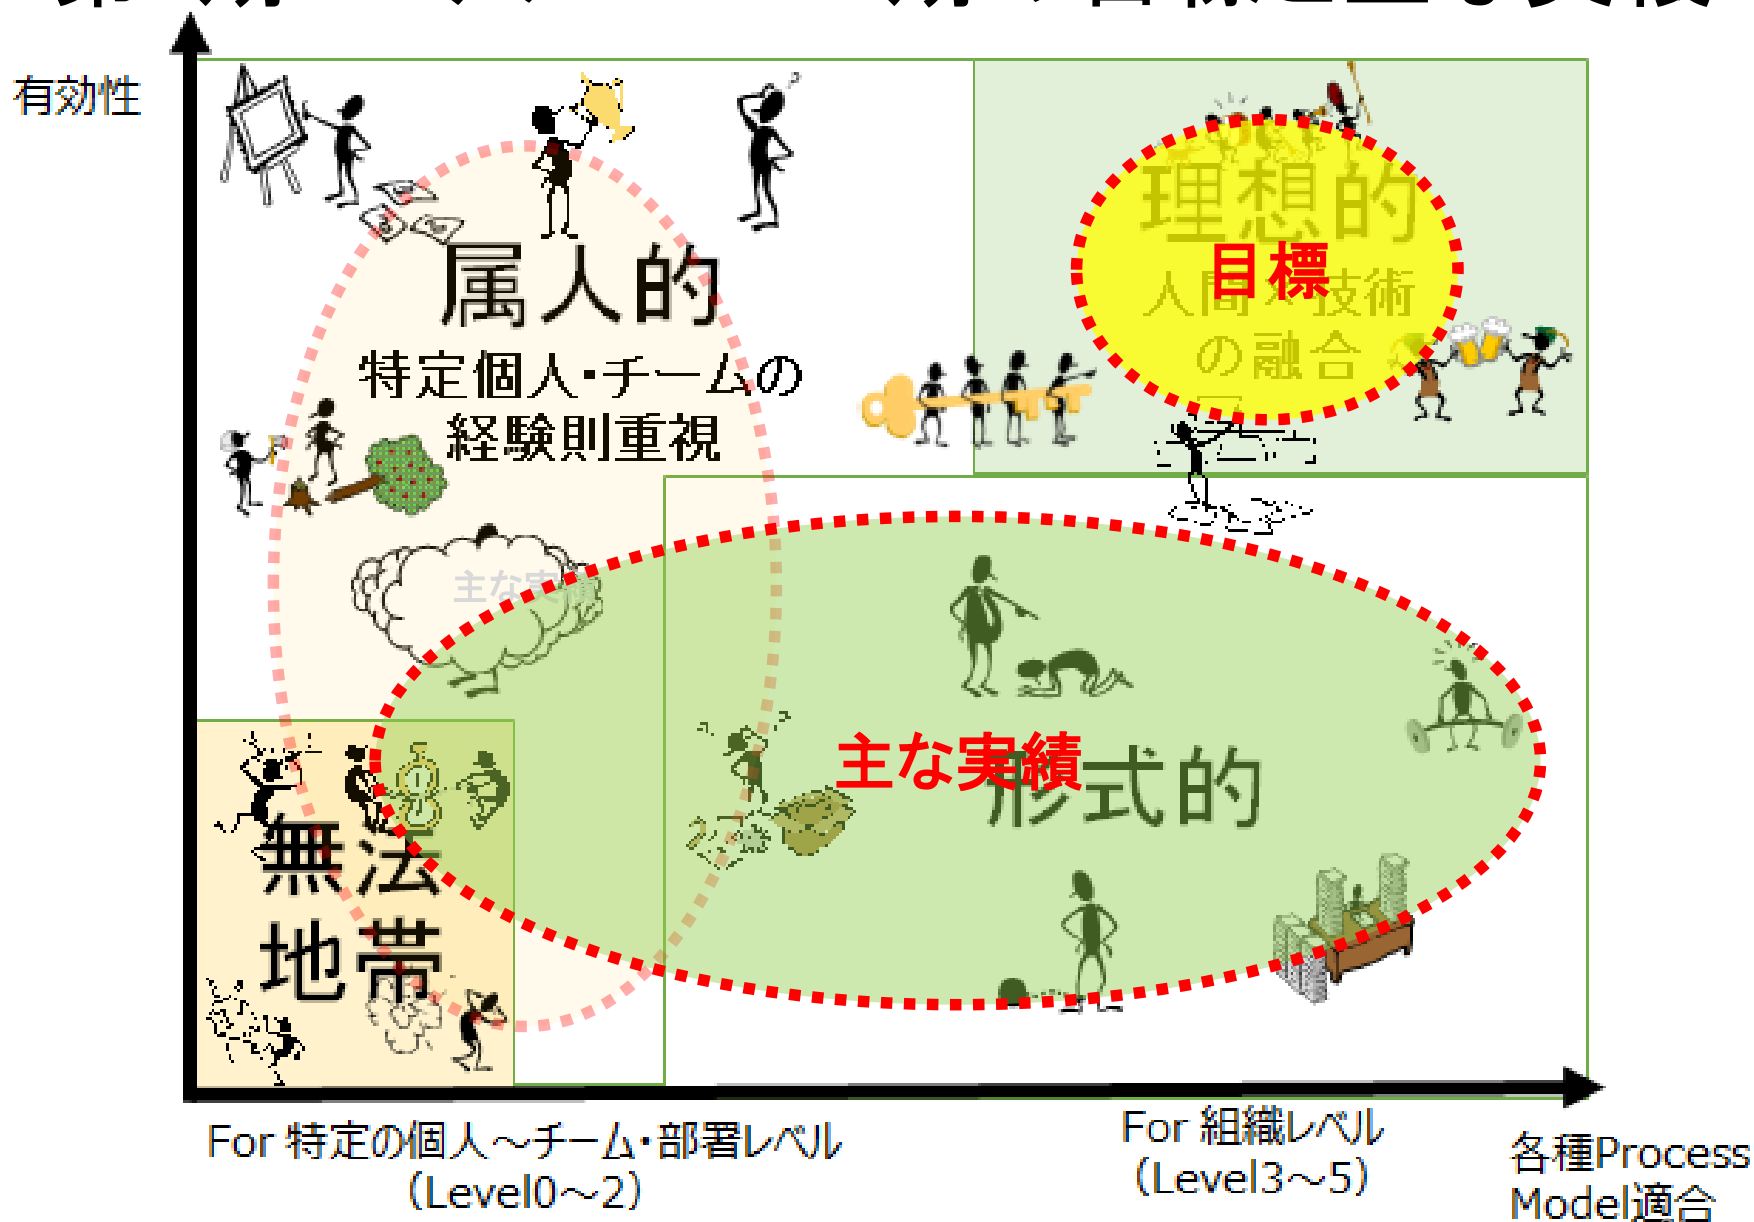 有効性
理想的
目標
人間×技術
の融合
属人的
特定個人・チームの
経験則重視
主な実績
主な実績
形式的
無法
地帯
For 特定の個人～チーム・部署レベル
（Level0～2）
For 組織レベル
（Level3～5）
各種Process
Model適合